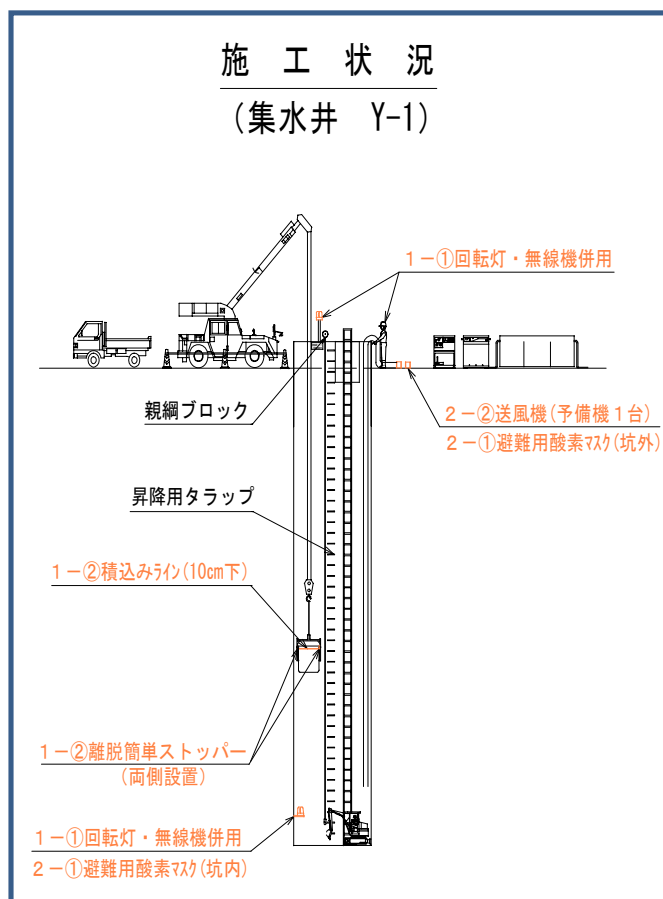 施工状況
(集水井 Y-1)
1-①回転灯・無線機併用
親綱ブロック
2-②送風機(予備機1台)
2-①避難用酸素マスク(坑外)
昇降用タラップ
1-②積込みライン(10cm下)
1-②離脱簡単ストッパー
(両側設置)
1-①回転灯・無線機併用
2-①避難用酸素マスク(坑内)